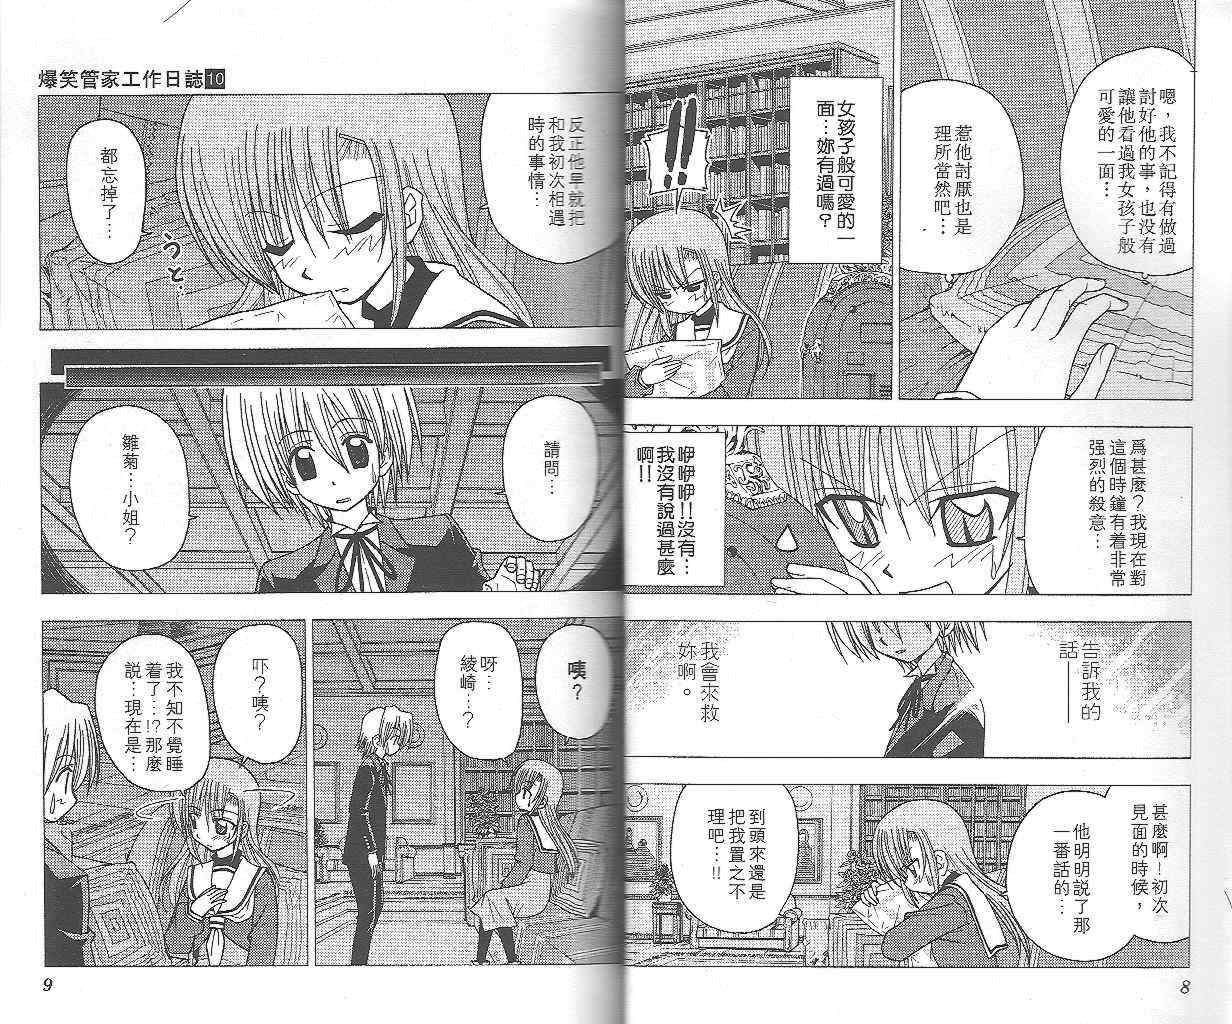 嗯，我不記得有做過
討好他的事，也没有
讓他看過我女孩子般
可愛的一面…
惹他討厭也是
理所當然吧…
女孩子般可愛的一
面…妳有過嗎？
!!
爲甚麼？我現在對
這個時鐘有着非常
强烈的殺意…
咿咿咿!!沒有…
我沒有說過甚麼
啊!!
告訴我的
話——
我會來救
妳啊。
甚麼啊！初次
見面的時候，
他明明説了那
一番話的…
到頭來還是
把我置之不
理吧…!!
8
爆笑管家工作日誌10
反正他早就把
和我初次相遇
時的事情…
都忘掉了…
うと…
請問…
雛菊…小姐？
咦？
呀…
綾崎…？
吓？咦？
我不知不覺睡
着了…!?那麼
説…現在是…
9